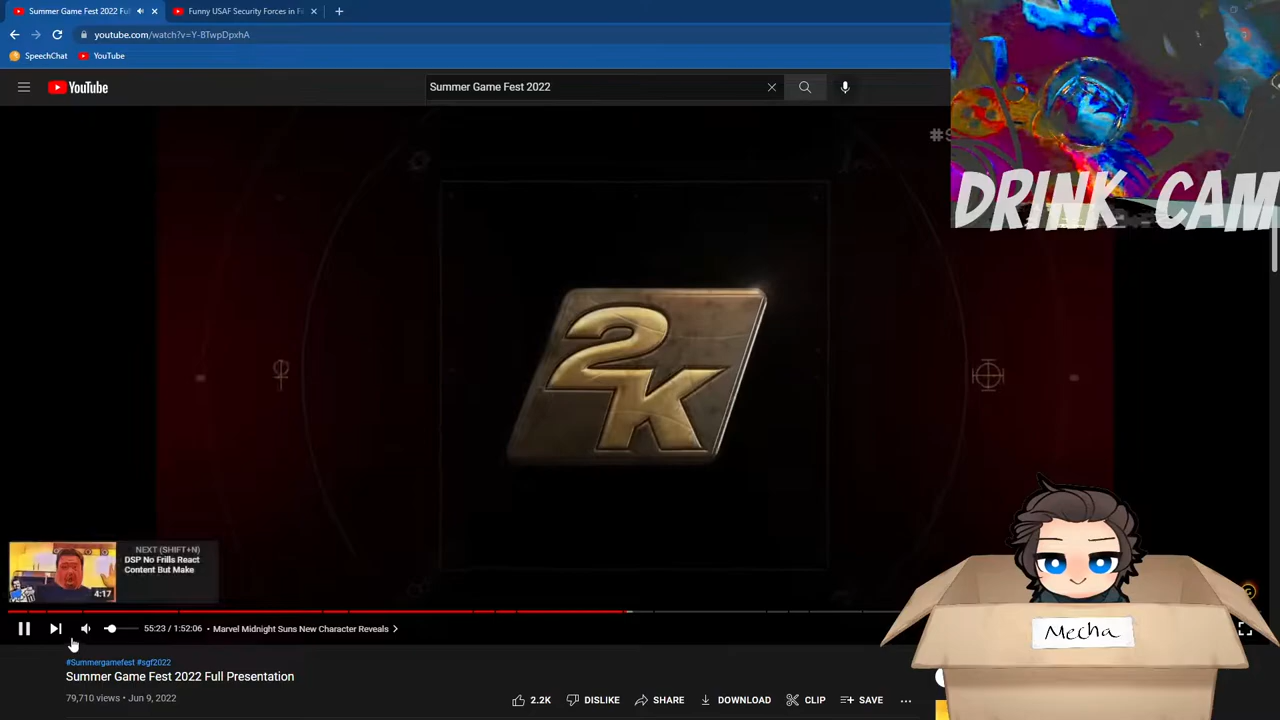 Summer Game Fest 2022 Ful
Funny USAF Security Forces in F
youtube.com/watch?v=Y-8TwpDpxhA
SpeechChat
YouTube
YouTube
Summer Game Fest 2022
#S
DRINK CAM
2K
NEXT (SHIFT+N)
DSP No Frills React
Content But Make
4:17
55:23 / 1:52:06 • Marvel Midnight Suns New Character Reveals
Mecha
#Summergamefest #sgf2022
Summer Game Fest 2022 Full Presentation
79,710 views • Jun 9, 2022
2.2K
DISLIKE
SHARE
DOWNLOAD
CLIP
SAVE